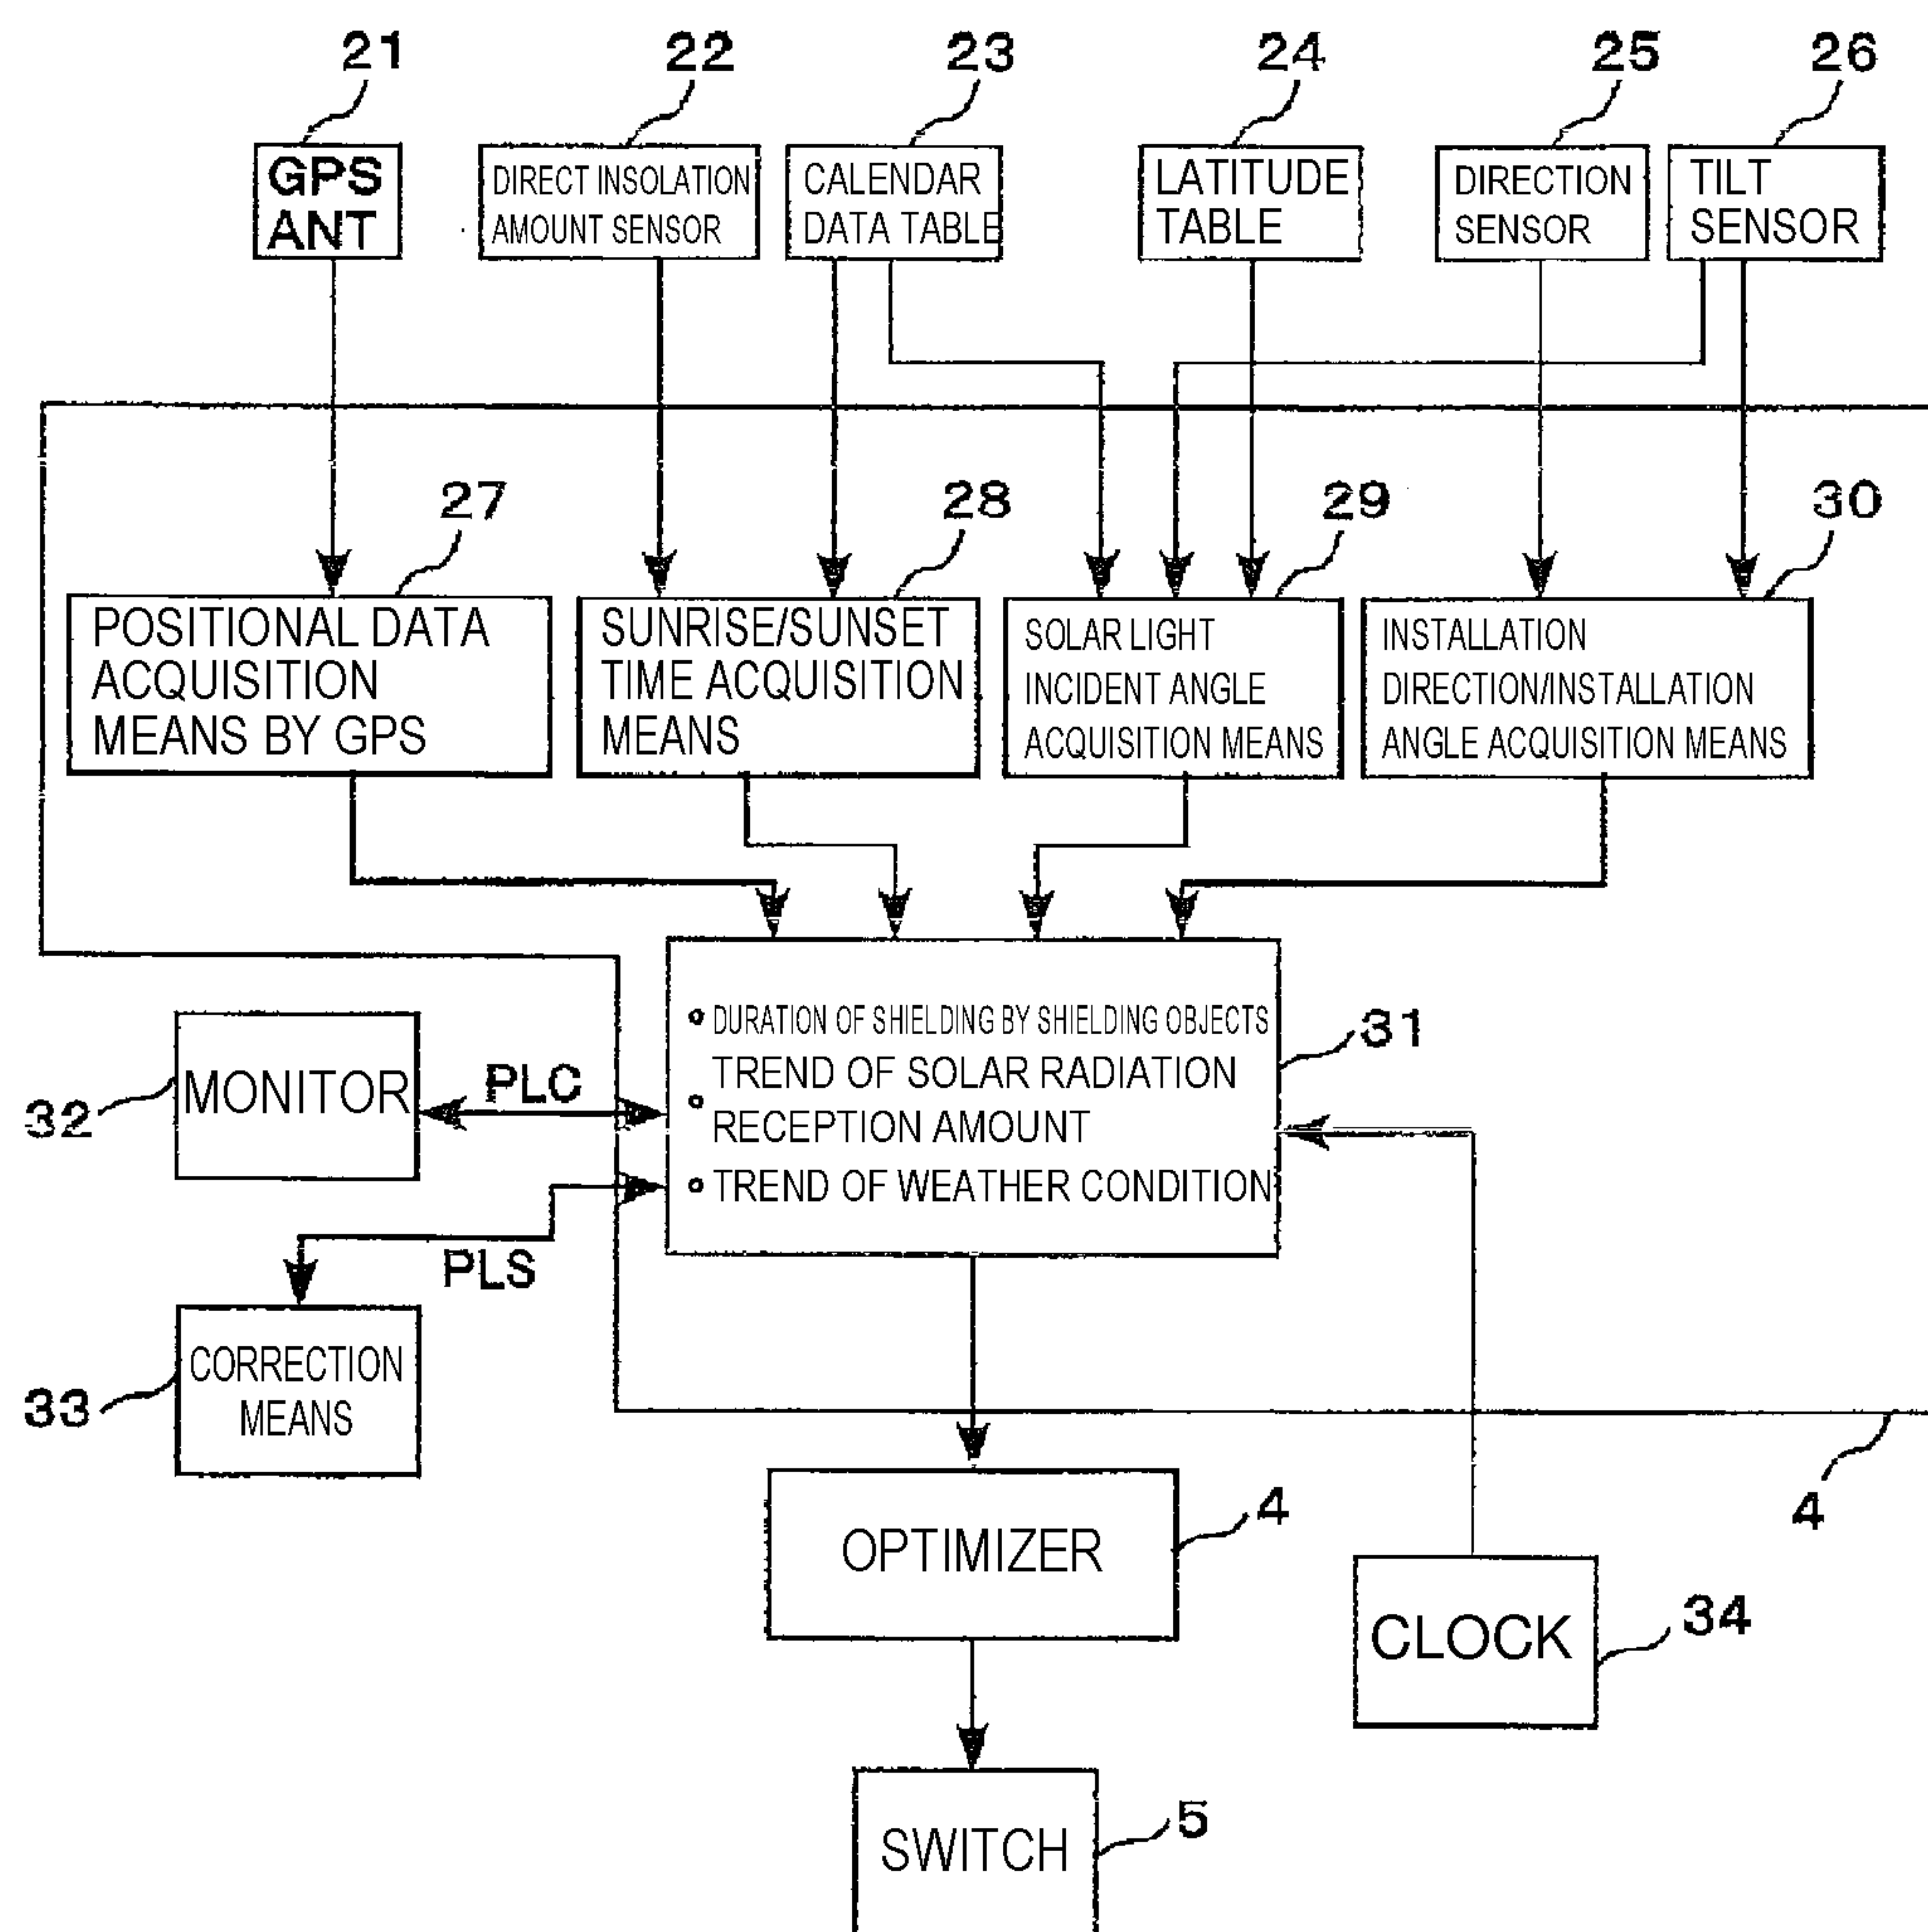 21
22
23
24
25
26
GPS
ANT
DIRECT INSOLATION
AMOUNT SENSOR
CALENDAR
DATA TABLE
LATITUDE
TABLE
DIRECTION
SENSOR
TILT
SENSOR
27
28
29
30
POSITIONAL DATA
ACQUISITION
MEANS BY GPS
SUNRISE/SUNSET
TIME ACQUISITION
MEANS
SOLAR LIGHT
INCIDENT ANGLE
ACQUISITION MEANS
INSTALLATION
DIRECTION/INSTALLATION
ANGLE ACQUISITION MEANS
DURATION OF SHIELDING BY SHIELDING OBJECTS
TREND OF SOLAR RADIATION
RECEPTION AMOUNT
TREND OF WEATHER CONDITION
31
MONITOR
32
PLC
PLS
CORRECTION
MEANS
33
OPTIMIZER
4
4
CLOCK
34
SWITCH
5